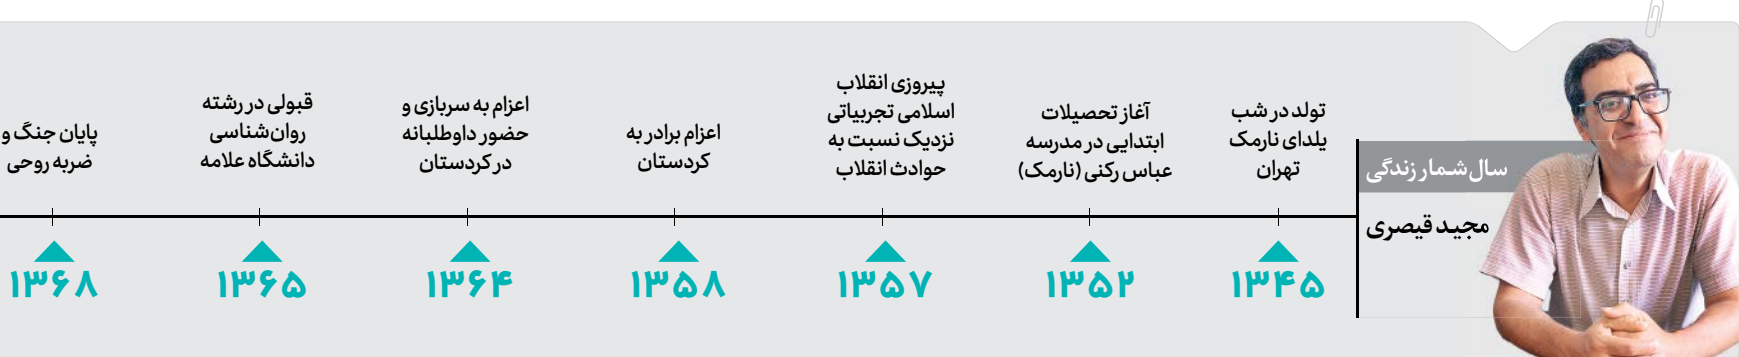 سال‌شمار زندگی
مجید قیصری
تولد در شب
یلدای نارمک
تهران
۱۳۴۵
آغاز تحصیلات
ابتدایی در مدرسه
عباس رکنی (نارمک)
۱۳۵۲
پیروزی انقلاب
اسلامی تجربیاتی
نزدیک نسبت به
حوادث انقلاب
۱۳۵۷
اعزام برادر به
کردستان
۱۳۵۸
اعزام به سربازی و
حضور داوطلبانه
در کردستان
۱۳۶۴
قبولی در رشته
روان‌شناسی
دانشگاه علامه
۱۳۶۵
پایان جنگ و
ضربه روحی
۱۳۶۸